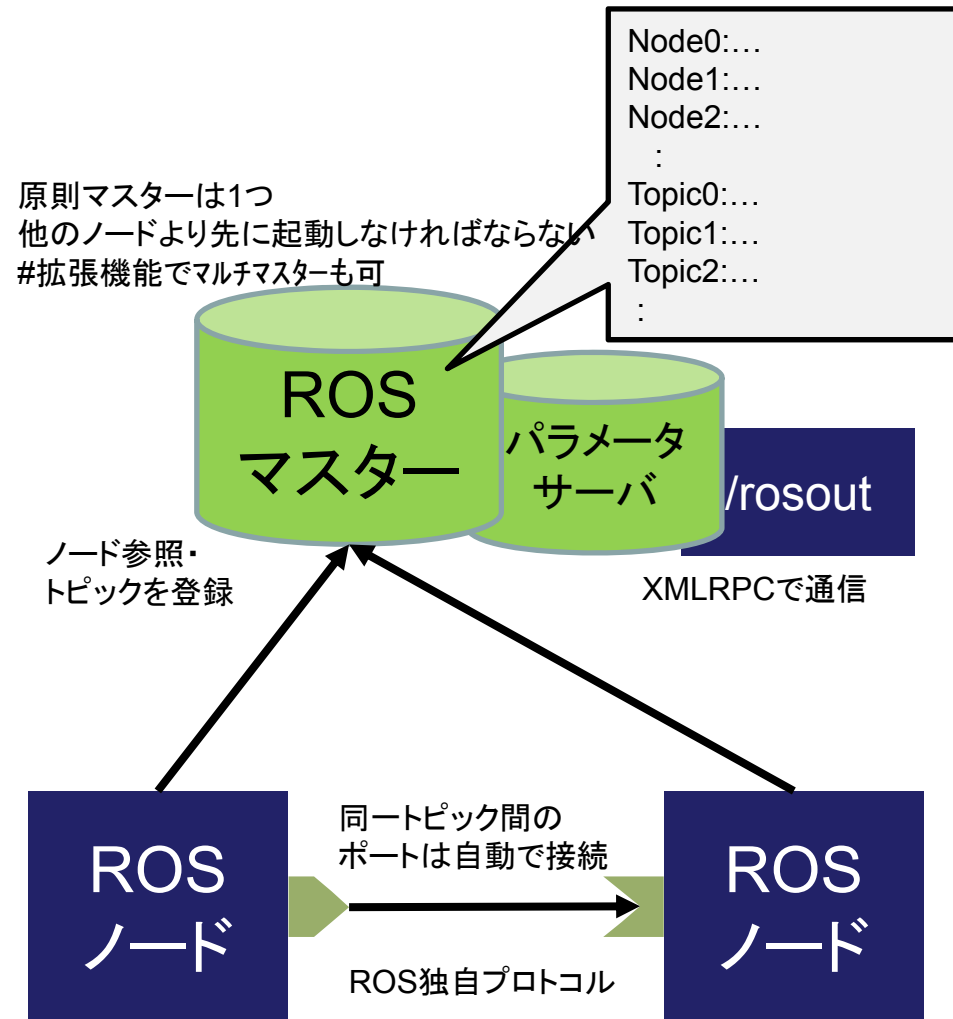 Node0:…
Node1:…
Node2:…
:
Topic0:…
Topic1:…
Topic2:…
:
原則マスターは1つ
他のノードより先に起動しなければならない
#拡張機能でマルチマスターも可
ROS
マスター
パラメータ
サーバ
/rosout
ノード参照・
トピックを登録
XMLRPCで通信
ROS
ノード
同一トピック間の
ポートは自動で接続
ROS独自プロトコル
ROS
ノード